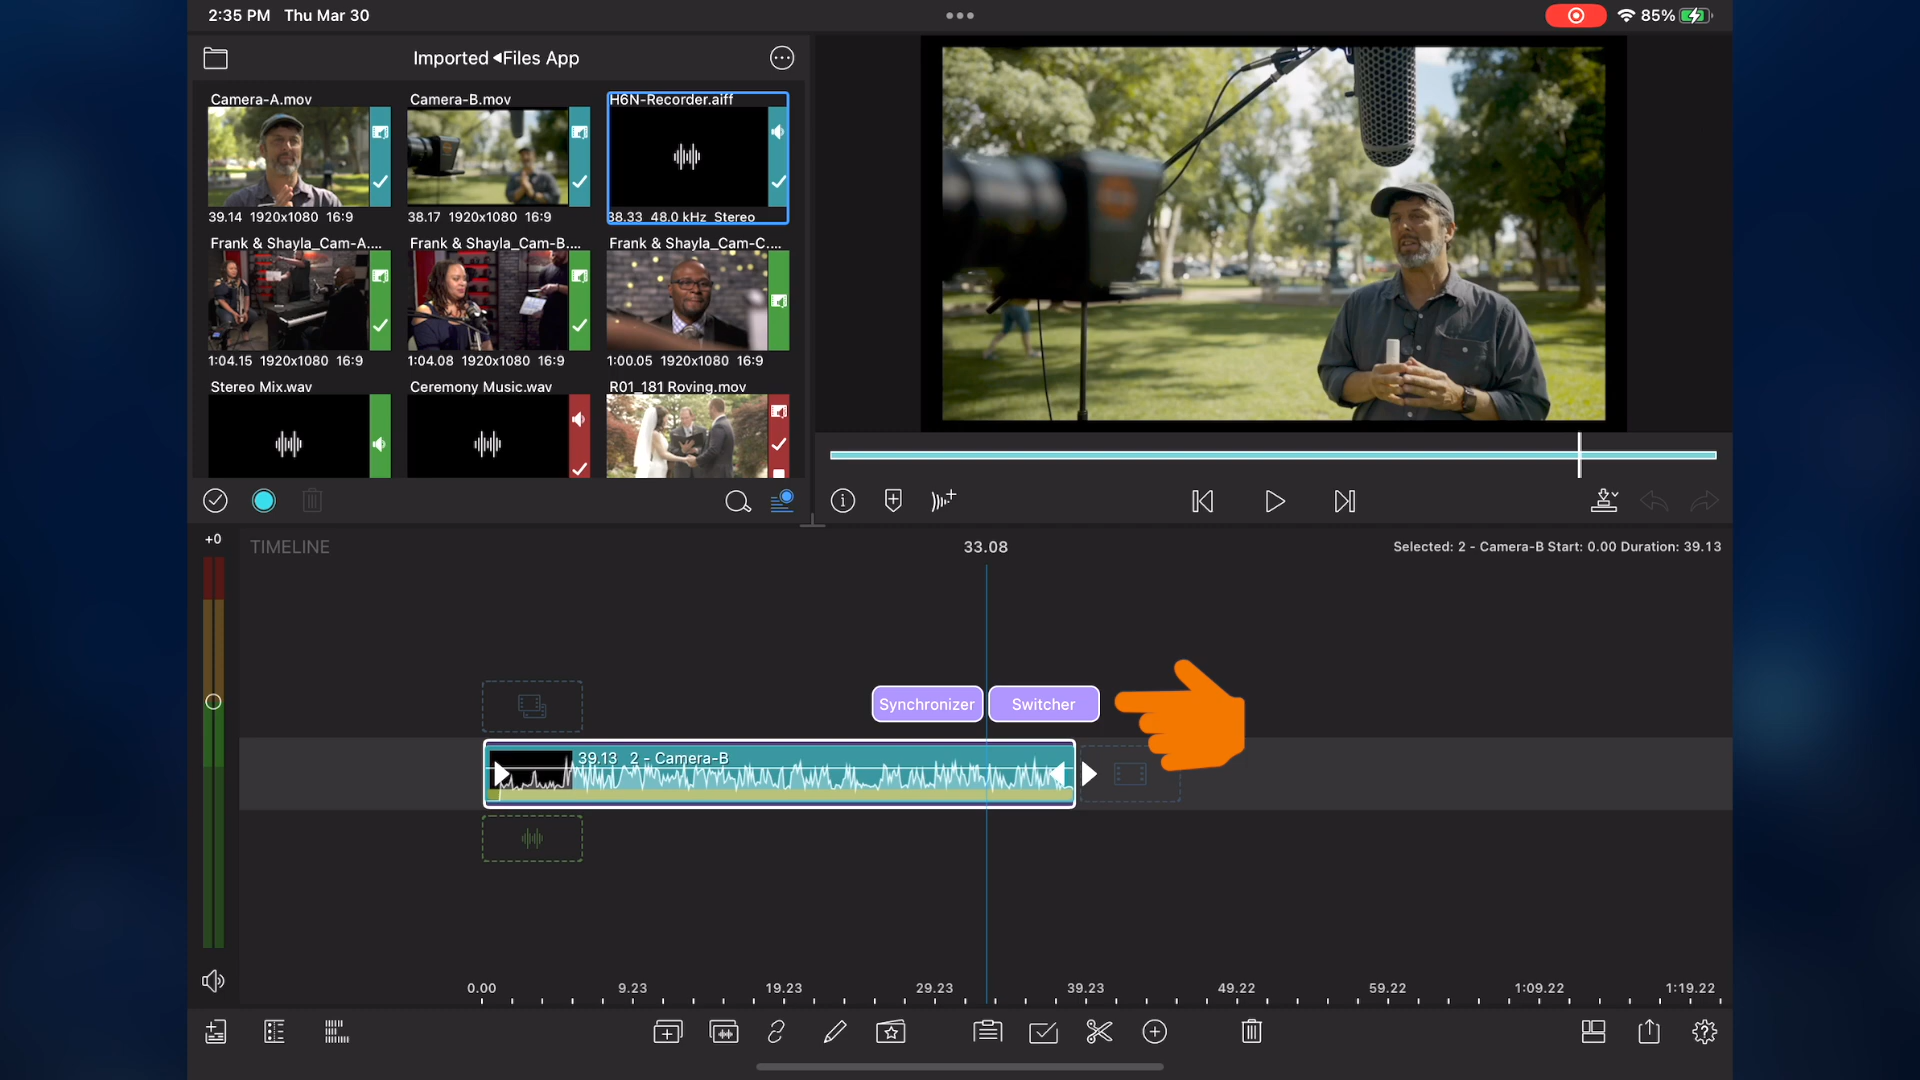 2:35 PM Thu Mar 30
85%
Imported ◂Files App
Camera-A.mov
Camera-B.mov
H6N-Recorder.aiff
39.14 1920x1080 16:9
38.17 1920x1080 16:9
38.33 48.0 kHz Stereo
Frank & Shayla_Cam-A....
Frank & Shayla_Cam-B....
Frank & Shayla_Cam-C....
1:04.15 1920x1080 16:9
1:04.08 1920x1080 16:9
1:00.05 1920x1080 16:9
Stereo Mix.wav
Ceremony Music.wav
R01_181 Roving.mov
+0
TIMELINE
33.08
Selected: 2 - Camera-B Start: 0.00 Duration: 39.13
Synchronizer
Switcher
39.13 2 - Camera-B
0.00
9.23
19.23
29.23
39.23
49.22
59.22
1:09.22
1:19.22